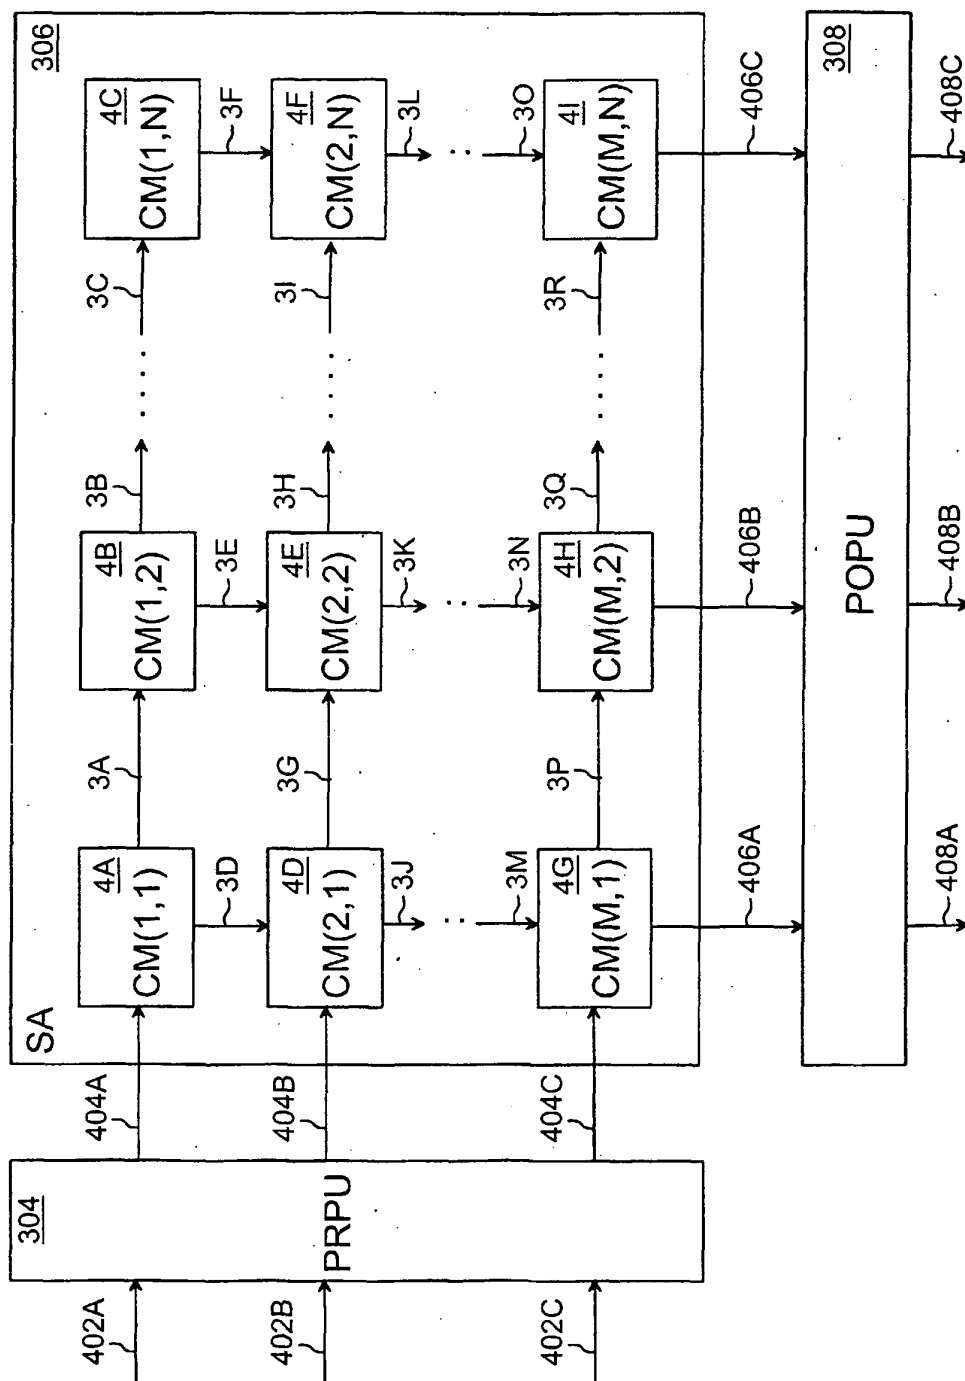 402A
402B
402C
304
PRPU
404A
404B
404C
SA
306
4A
CM(1,1)
3A
4B
CM(1,2)
3B
3C
4C
CM(1,N)
3D
3E
3F
4D
CM(2,1)
3G
4E
CM(2,2)
3H
3I
4F
CM(2,N)
3J
3K
3L
3M
3N
3O
4G
CM(M,1)
3P
4H
CM(M,2)
3Q
3R
4I
CM(M,N)
406A
406B
406C
POPU
308
408A
408B
408C